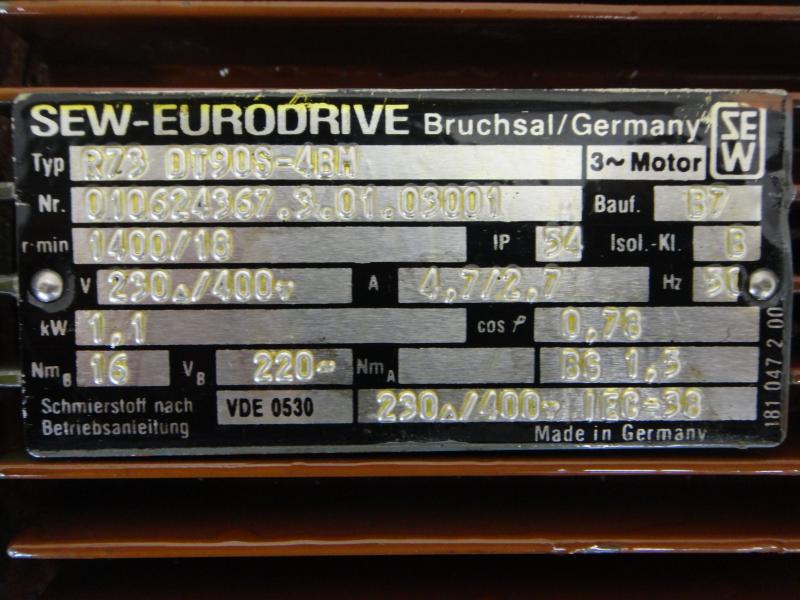 SEW-EURODRIVE Bruchsal/Germany SEW
Typ R73 DT90S-4BM 3~ Motor
Nr. 010624367.3.01.03001 Bauf. B7
r·min 1400/18 IP 54 Isol.-Kl. B
V 230△/400Y A 4,7/2,7 Hz 50
kW 1,1 cos φ 0,78
Nm_B 16 V_B 220~ Nm_A BG 1,5
Schmierstoff nach Betriebsanleitung VDE 0530 230△/400Y IEC-38
Made in Germany
181 047 2 00